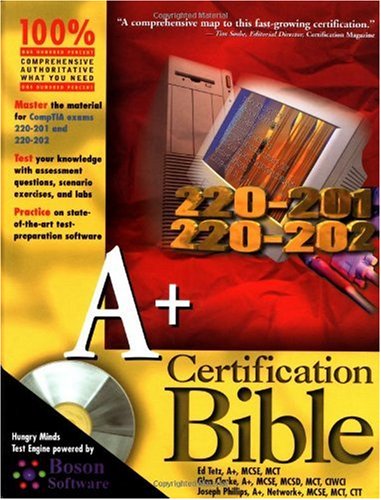 100%
ONE HUNDRED PERCENT
COMPREHENSIVE
AUTHORITATIVE
WHAT YOU NEED
ONE HUNDRED PERCENT
"A comprehensive map to this fast-growing certification."
— Tim Sosbe, Editorial Director, Certification Magazine
Master the material
for CompTIA exams
220-201 and
220-202
Test your knowledge
with assessment
questions, scenario
exercises, and labs
Practice on state-
of-the-art test-
preparation software
220-201
220-202
A+
Certification
Bible
Hungry Minds
Test Engine powered by
Boson
Software
Ed Tetz, A+, MCSE, MCT
Glen Clarke, A+, MCSE, MCSD, MCT, CIWCI
Joseph Phillips, A+, Network+, MCSE, MCT, CTT